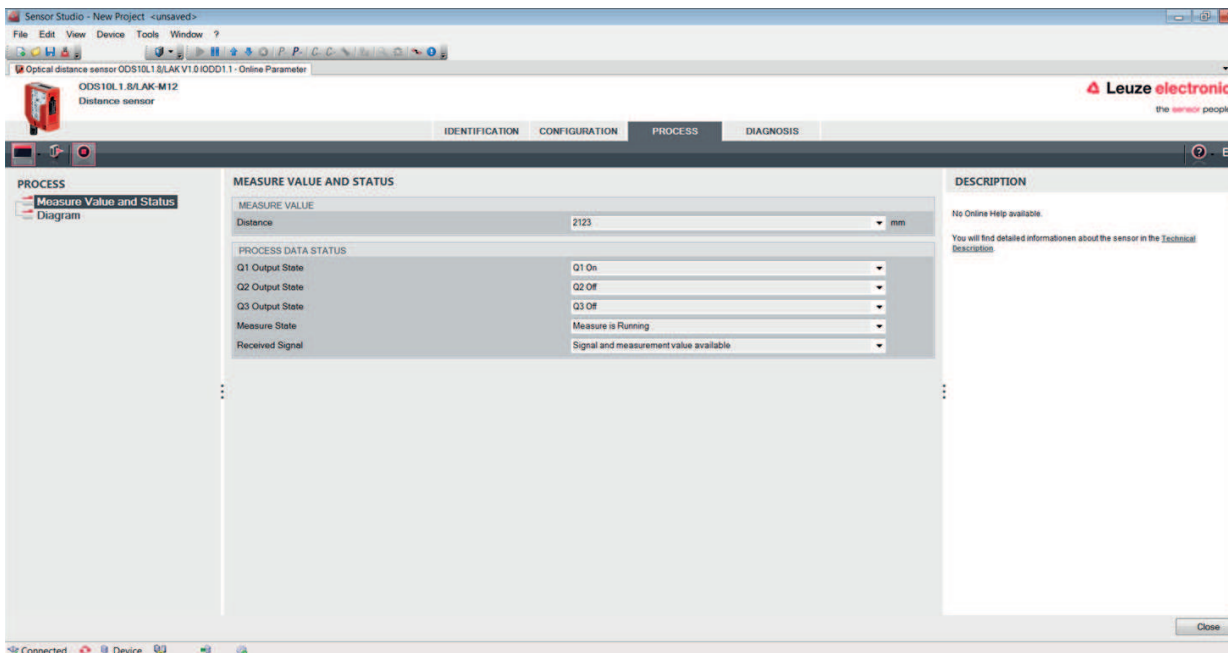 Sensor Studio - New Project <unsaved>
File Edit View Device Tools Window ?
Optical distance sensor ODS10L1.8/LAK V1.0 IODD1.1 - Online Parameter
ODS10L1.8/LAK-M12
Distance sensor
Leuze electronic
the sensor people
IDENTIFICATION CONFIGURATION PROCESS DIAGNOSIS
PROCESS
Measure Value and Status
Diagram
MEASURE VALUE AND STATUS
MEASURE VALUE
Distance 2123 mm
PROCESS DATA STATUS
Q1 Output State Q1 On
Q2 Output State Q2 Off
Q3 Output State Q3 Off
Measure State Measure is Running
Received Signal Signal and measurement value available
DESCRIPTION
No Online Help available.
You will find detailed informationen about the sensor in the Technical
Description.
Close
Connected Device